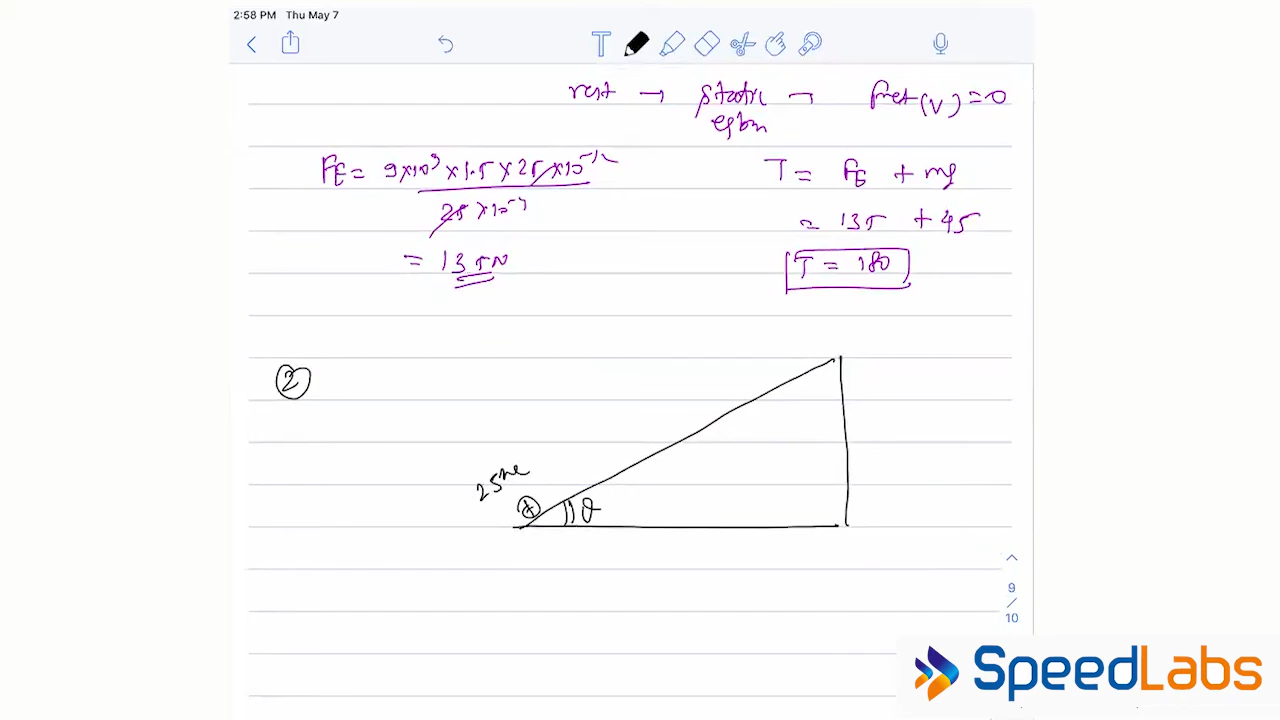 2:58 PM Thu May 7
T
rest → static → Fnet(v) = 0
eqbm
FE = 9×10⁹ × 1.5 × 25 × 10⁻¹²
25 × 10⁻⁴
= 135N
T = FE + mg
= 135 + 45
T = 180
2
25μc
+ θ
9
/
10
SpeedLabs